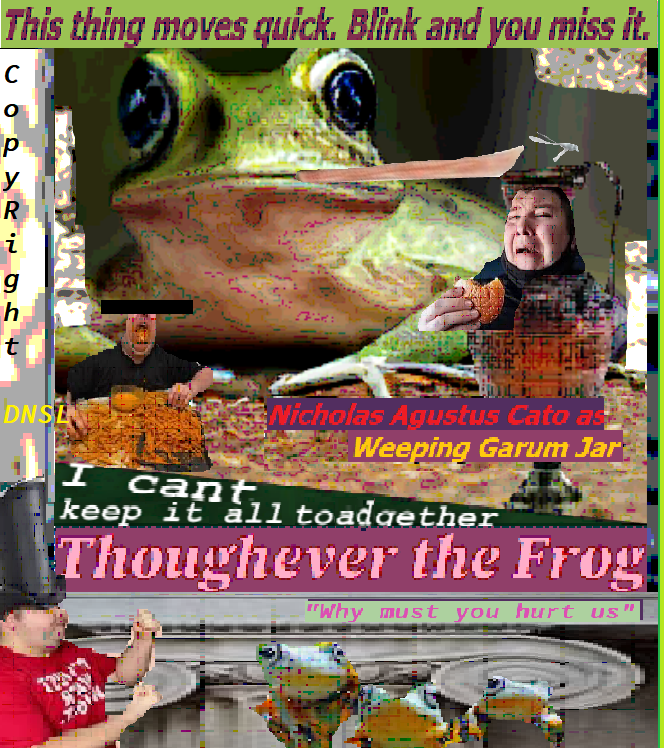 This thing moves quick. Blink and you miss it.
CopyRight
DNSL
Nicholas Agustus Cato as
Weeping Garum Jar
I cant
keep it all toadgether
Thoughever the Frog
"Why must you hurt us"